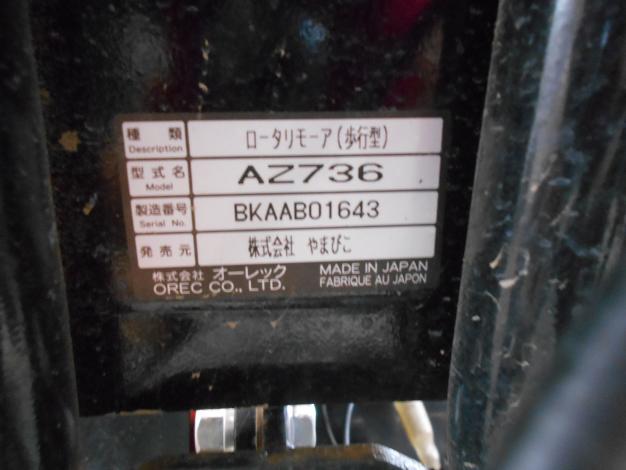 種類 ロータリモーア(歩行型)
Description
型式名 AZ736
Model
製造番号 BKAAB01643
Serial No.
発売元 株式会社 やまびこ
株式会社 オーレック MADE IN JAPAN
OREC CO., LTD. FABRIQUE AU JAPON